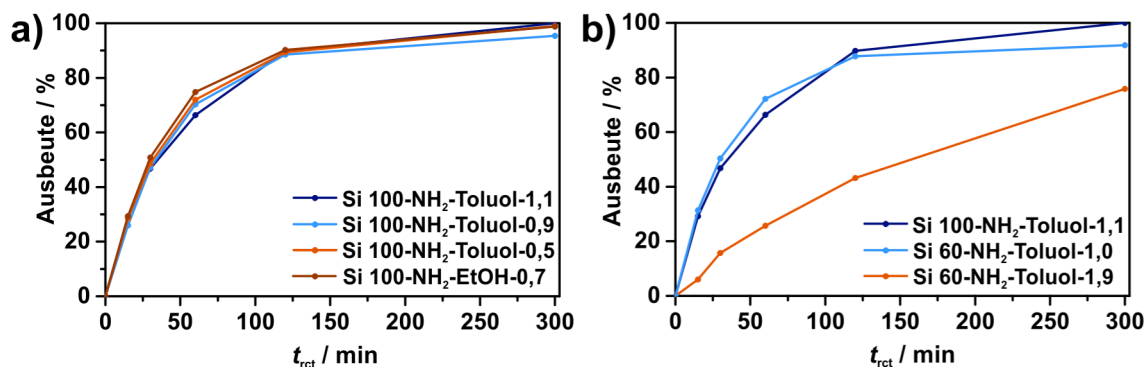 a)
Ausbeute / %
100
80
60
40
20
0
Si 100-NH₂-Toluol-1,1
Si 100-NH₂-Toluol-0,9
Si 100-NH₂-Toluol-0,5
Si 100-NH₂-EtOH-0,7
0 50 100 150 200 250 300
t_rct / min
b)
Ausbeute / %
100
80
60
40
20
0
Si 100-NH₂-Toluol-1,1
Si 60-NH₂-Toluol-1,0
Si 60-NH₂-Toluol-1,9
0 50 100 150 200 250 300
t_rct / min